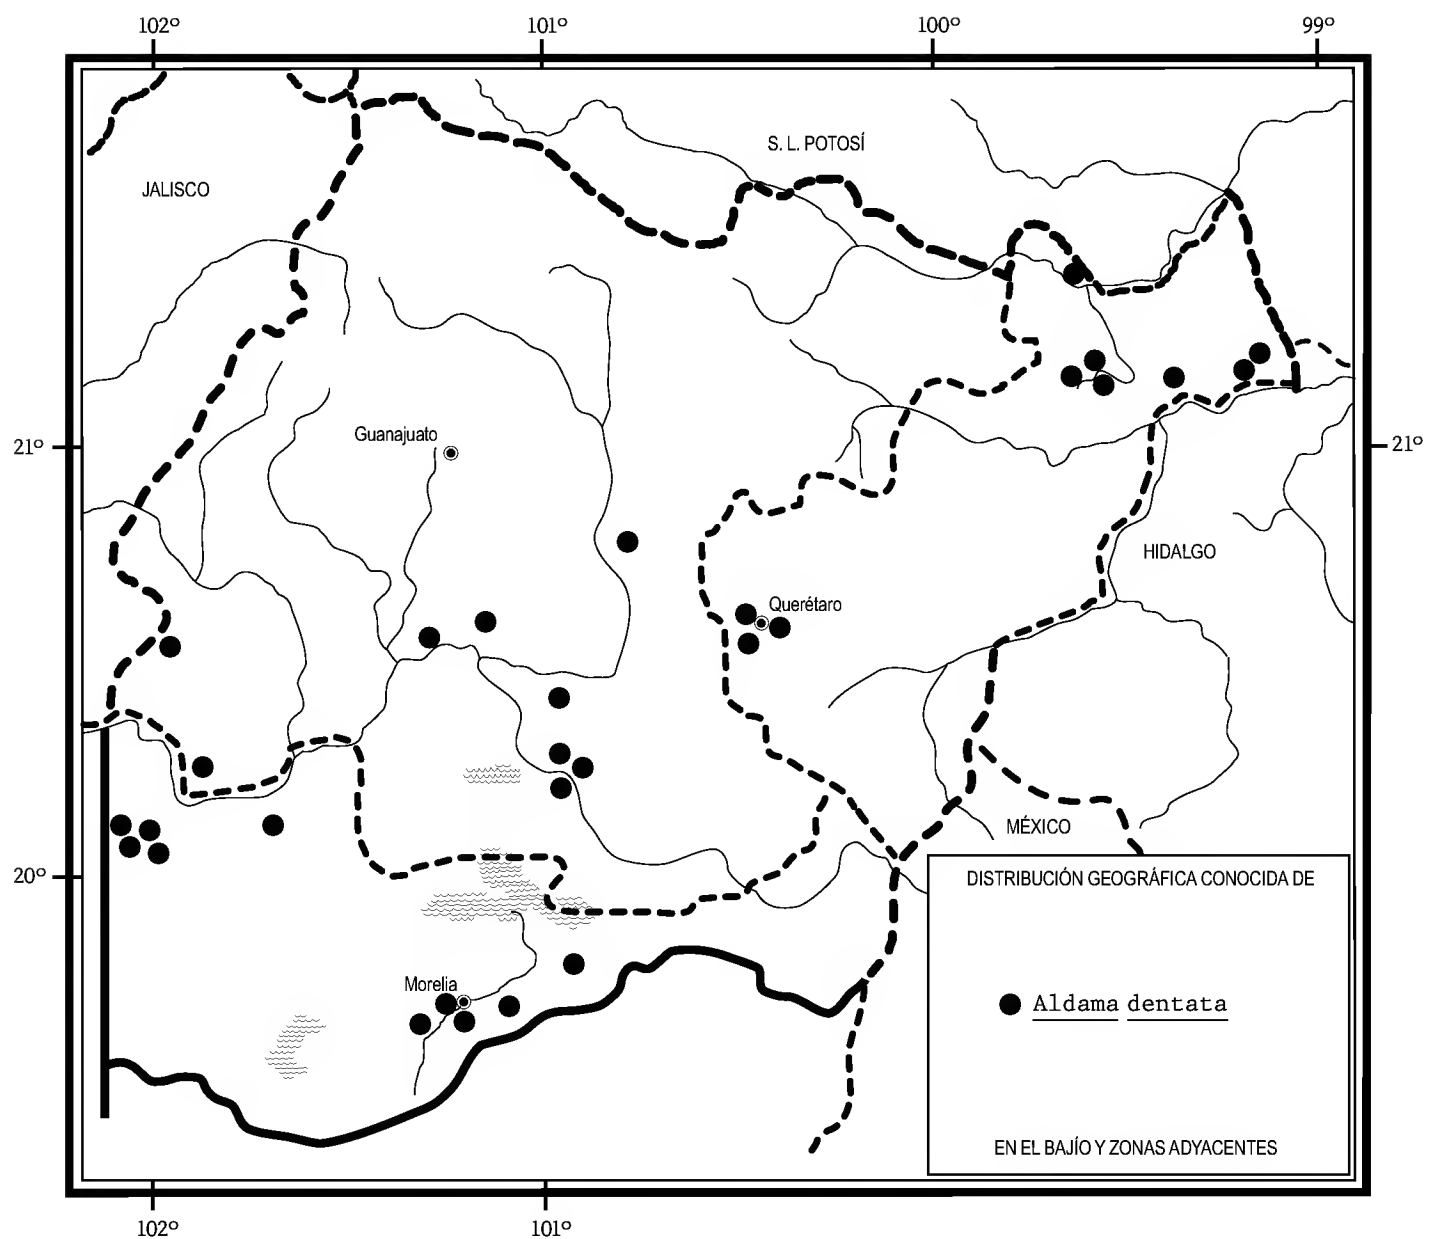 102º 101º 100º 99º
S. L. POTOSÍ
JALISCO
Guanajuato
21º 21º
HIDALGO
Querétaro
MÉXICO
20º
DISTRIBUCIÓN GEOGRÁFICA CONOCIDA DE
Morelia
Aldama dentata
EN EL BAJÍO Y ZONAS ADYACENTES
102º 101º